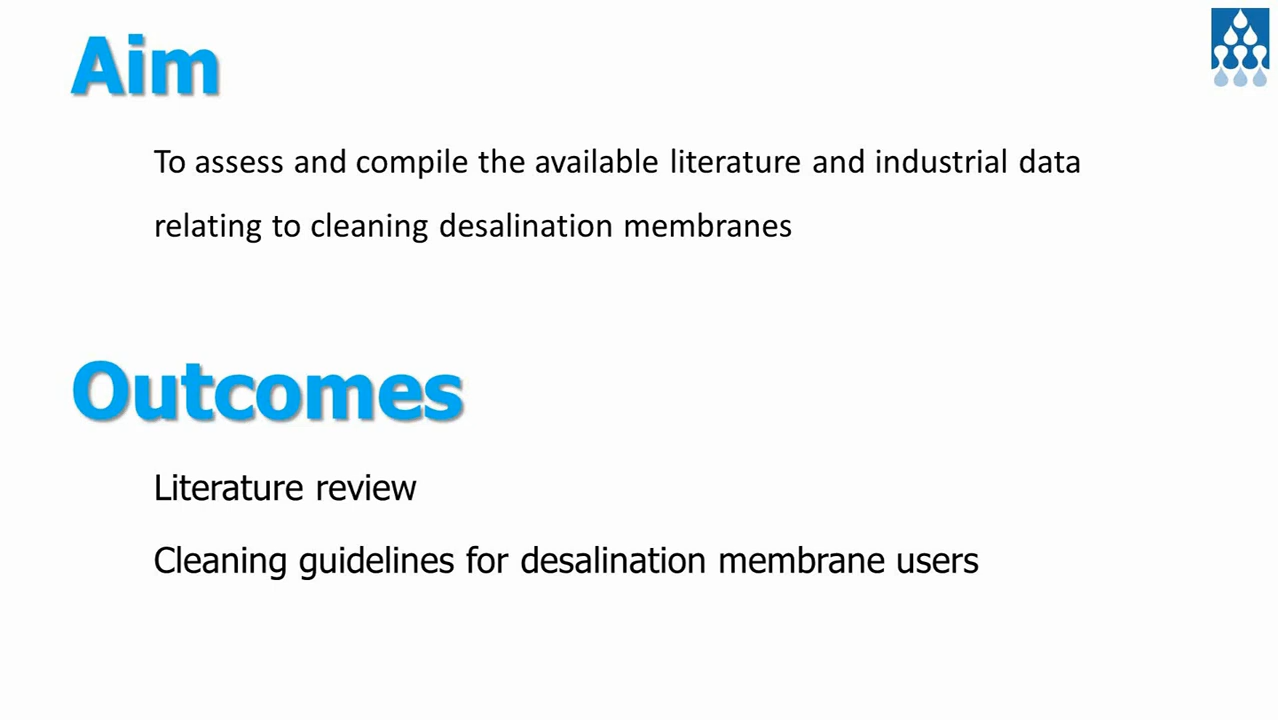 Aim
To assess and compile the available literature and industrial data
relating to cleaning desalination membranes
Outcomes
Literature review
Cleaning guidelines for desalination membrane users